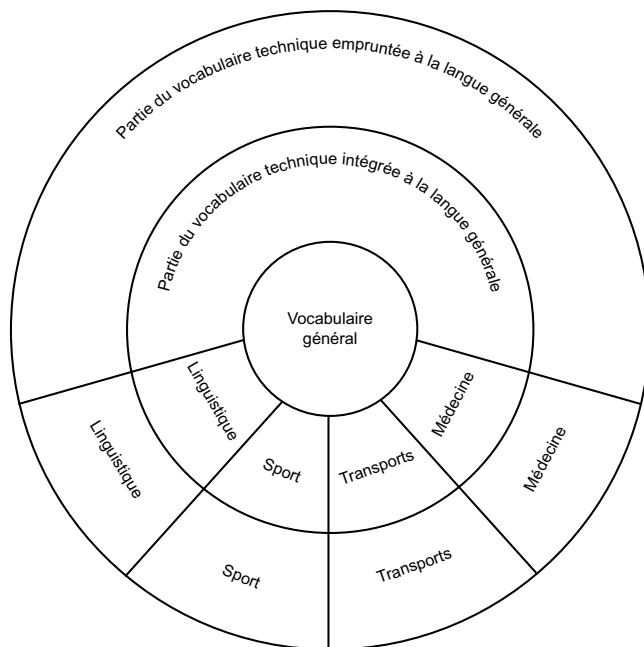 Partie du vocabulaire technique empruntée à la langue générale
Partie du vocabulaire technique intégrée à la langue générale
Vocabulaire
général
Linguistique
Sport
Transports
Médecine
Linguistique
Sport
Transports
Médecine